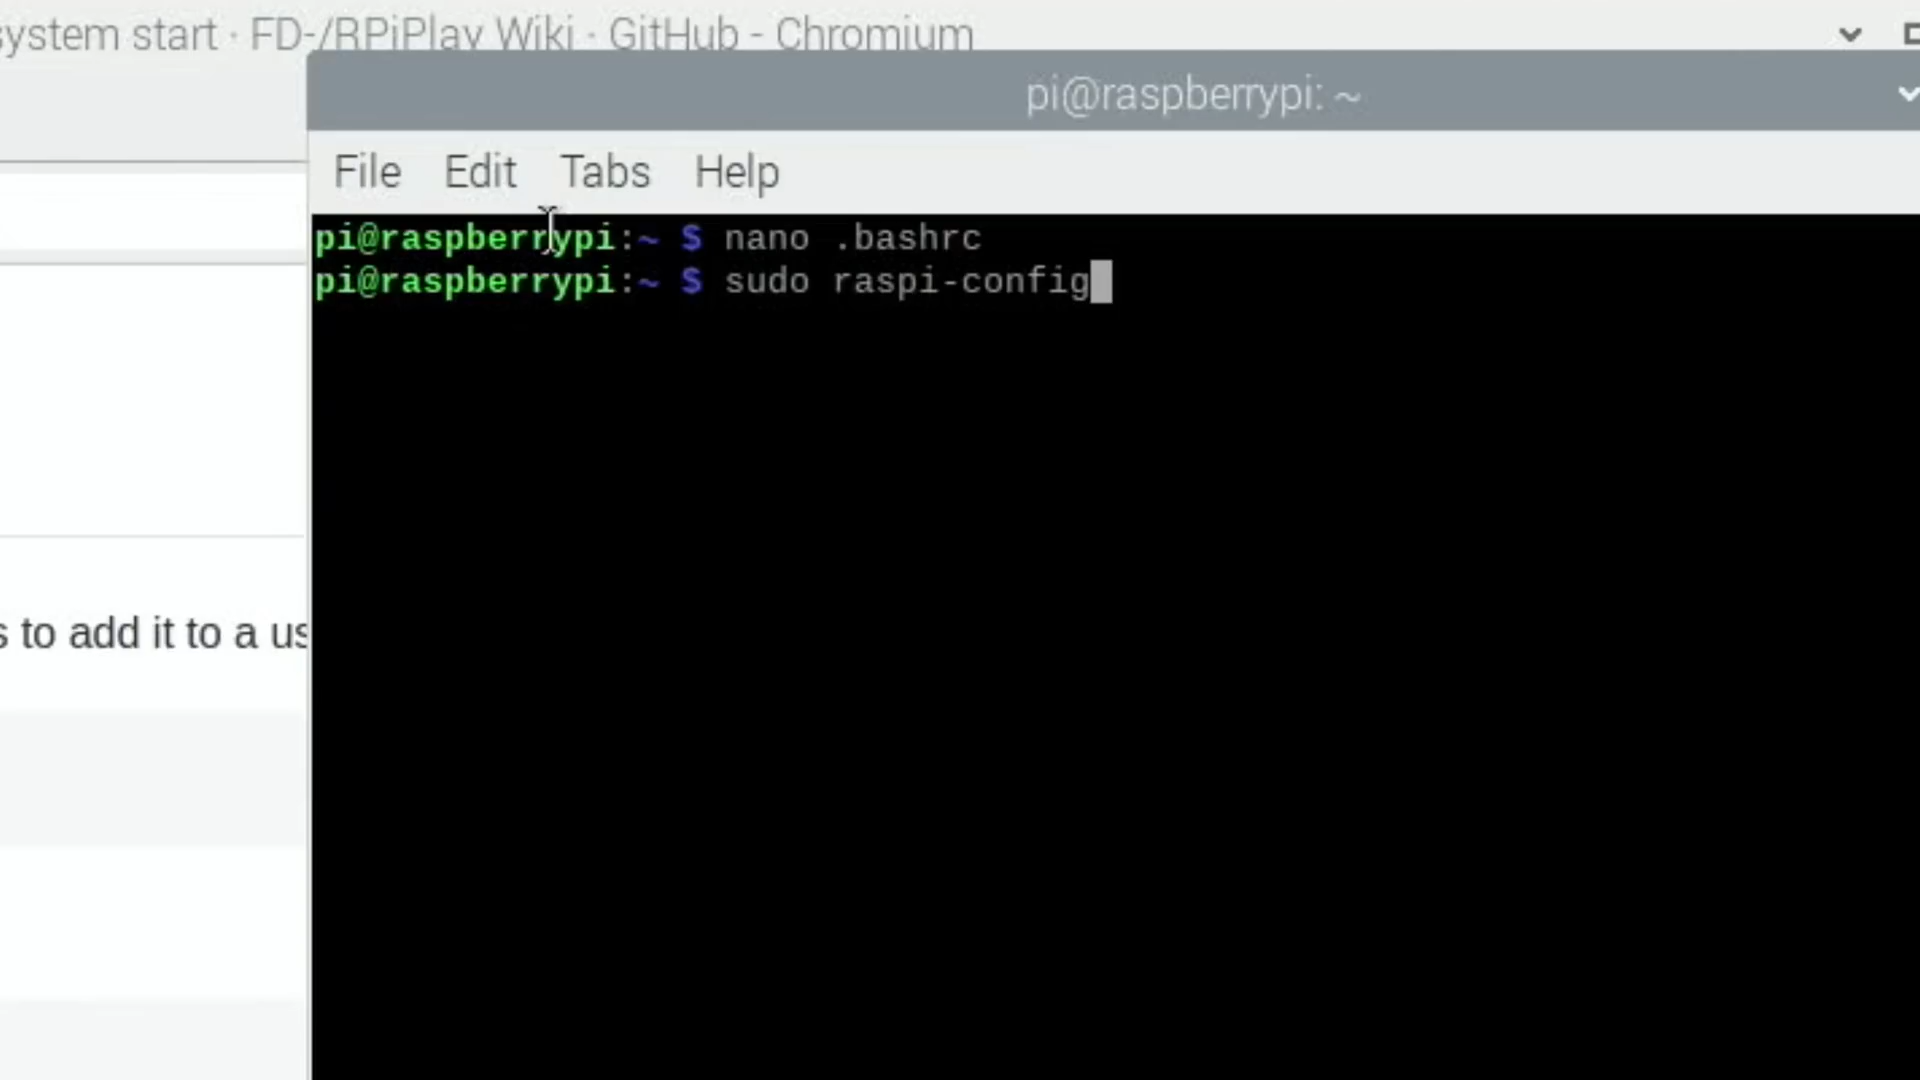 system start · FD-/RPiPlay Wiki · GitHub - Chromium
pi@raspberrypi: ~
File Edit Tabs Help
pi@raspberrypi:~ $ nano .bashrc
pi@raspberrypi:~ $ sudo raspi-config
s to add it to a us